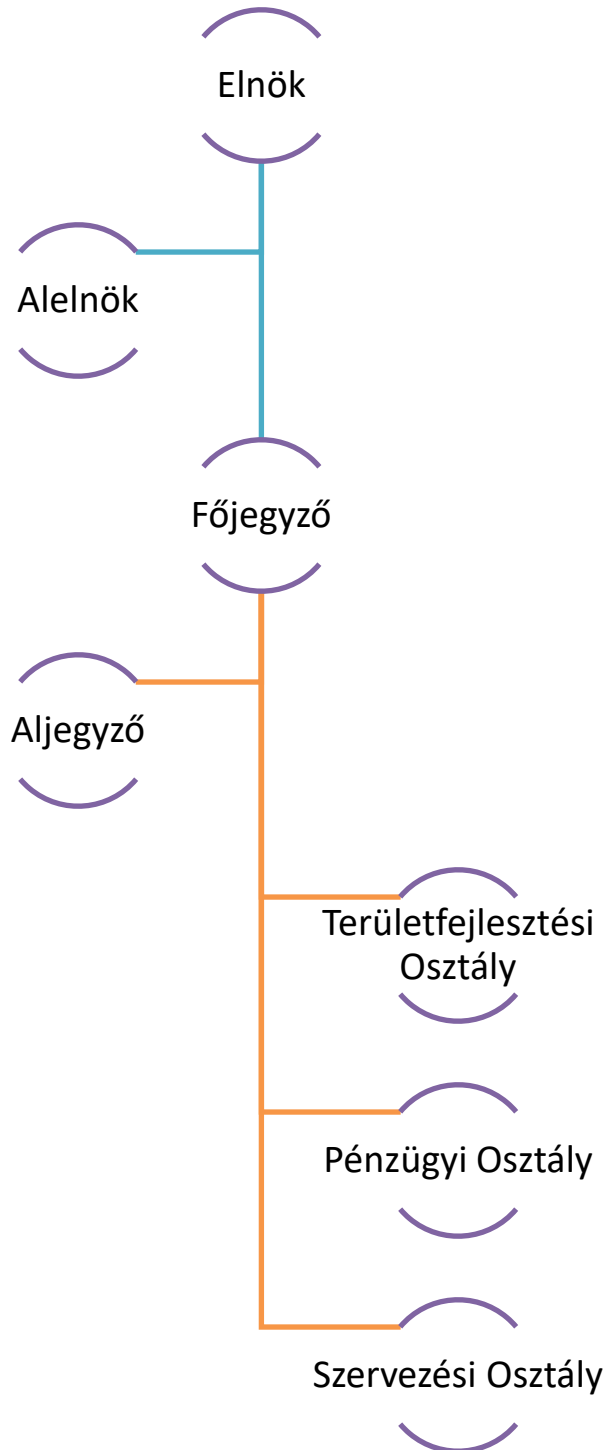 Elnök
Alelnök
Főjegyző
Aljegyző
Területfejlesztési
Osztály
Pénzügyi Osztály
Szervezési Osztály